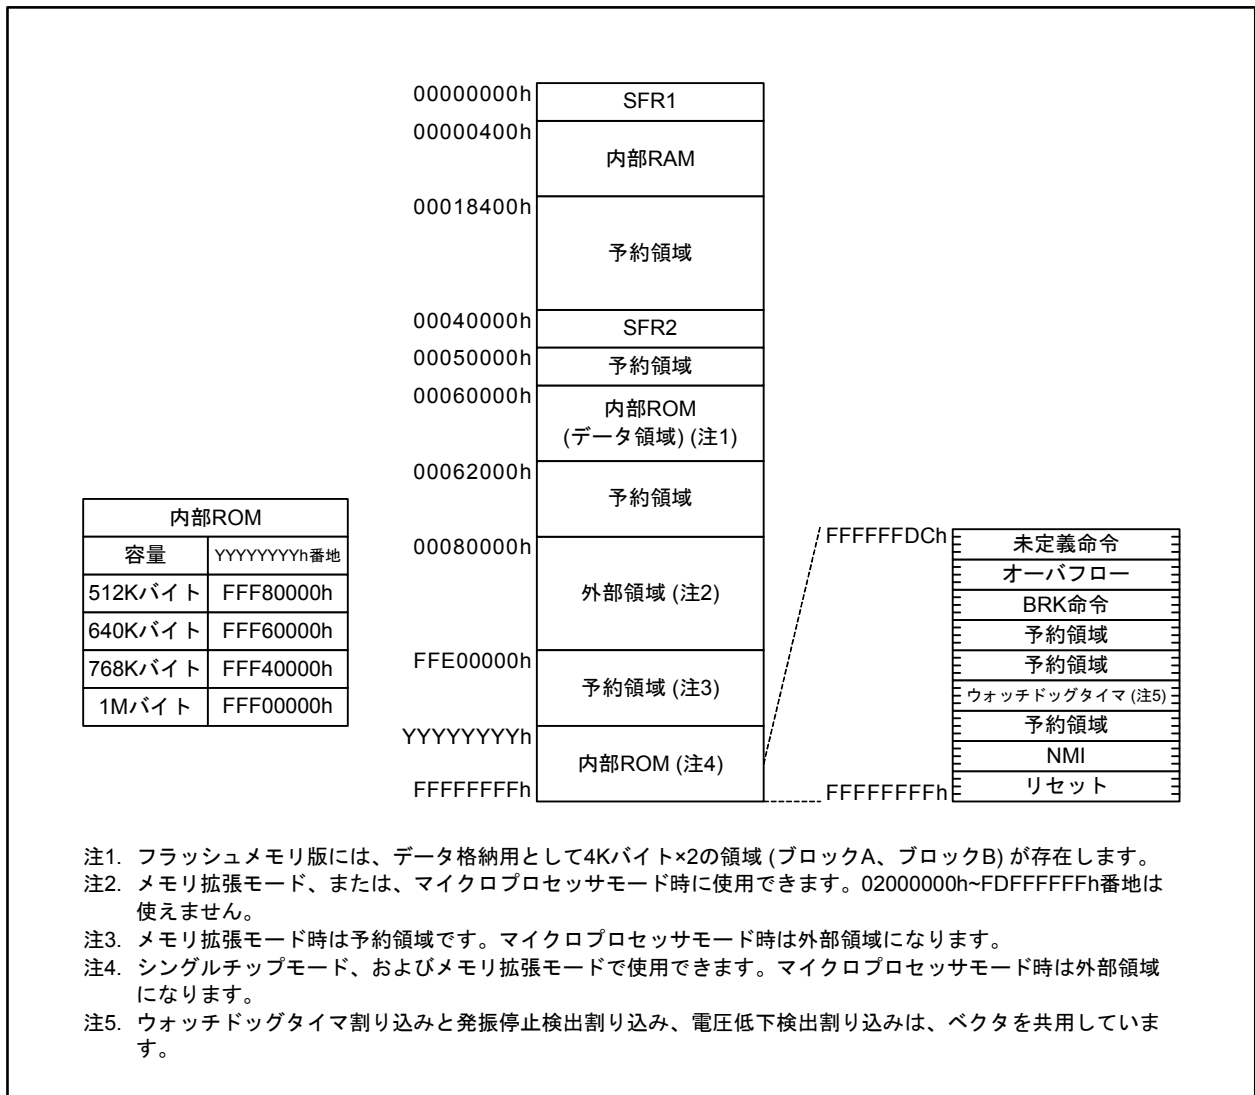 00000000h
SFR1
00000400h
内部RAM
00018400h
予約領域
00040000h
SFR2
00050000h
予約領域
00060000h
内部ROM
(データ領域) (注1)
00062000h
予約領域
00080000h
外部領域 (注2)
FFE00000h
予約領域 (注3)
YYYYYYYYh
内部ROM (注4)
FFFFFFFFh
内部ROM
容量 YYYYYYYYh番地
512Kバイト FFF80000h
640Kバイト FFF60000h
768Kバイト FFF40000h
1Mバイト FFF00000h
FFFFFFDCh
未定義命令
オーバフロー
BRK命令
予約領域
予約領域
ウォッチドッグタイマ (注5)
予約領域
NMI
リセット
FFFFFFFFh
注1. フラッシュメモリ版には、データ格納用として4Kバイト×2の領域 (ブロックA、ブロックB) が存在します。
注2. メモリ拡張モード、または、マイクロプロセッサモード時に使用できます。02000000h~FDFFFFFFh番地は
使えません。
注3. メモリ拡張モード時は予約領域です。マイクロプロセッサモード時は外部領域になります。
注4. シングルチップモード、およびメモリ拡張モードで使用できます。マイクロプロセッサモード時は外部領域
になります。
注5. ウォッチドッグタイマ割り込みと発振停止検出割り込み、電圧低下検出割り込みは、ベクタを共用していま
す。